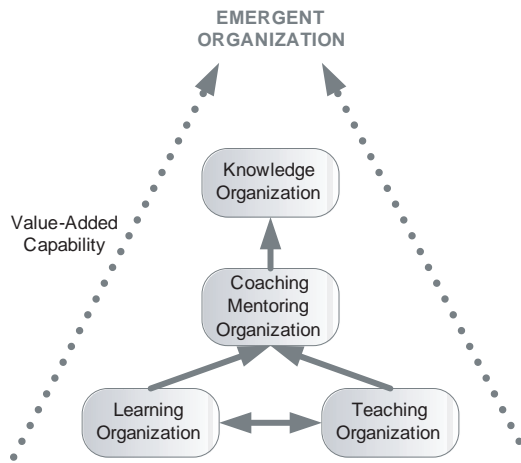 EMERGENT
ORGANIZATION
Knowledge
Organization
Value-Added
Capability
Coaching
Mentoring
Organization
Learning
Organization
Teaching
Organization